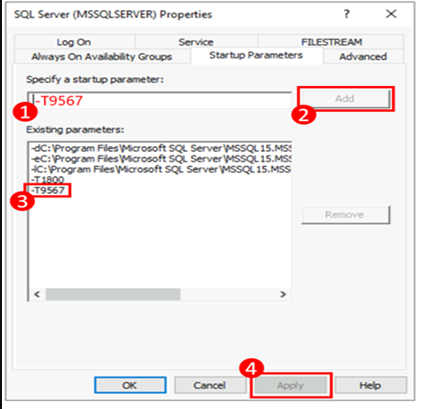 SQL Server (MSSQLSERVER) Properties ? ×
Log On Service FILESTREAM
Always On Availability Groups Startup Parameters Advanced
Specify a startup parameter:
-T9567 Add
1 2
Existing parameters:
-dC:\Program Files\Microsoft SQL Server\MSSQL15.MSS
-eC:\Program Files\Microsoft SQL Server\MSSQL15.MSS
-lC:\Program Files\Microsoft SQL Server\MSSQL15.MSS
-T1800
-T9567
3
Remove
< >
4
OK Cancel Apply Help